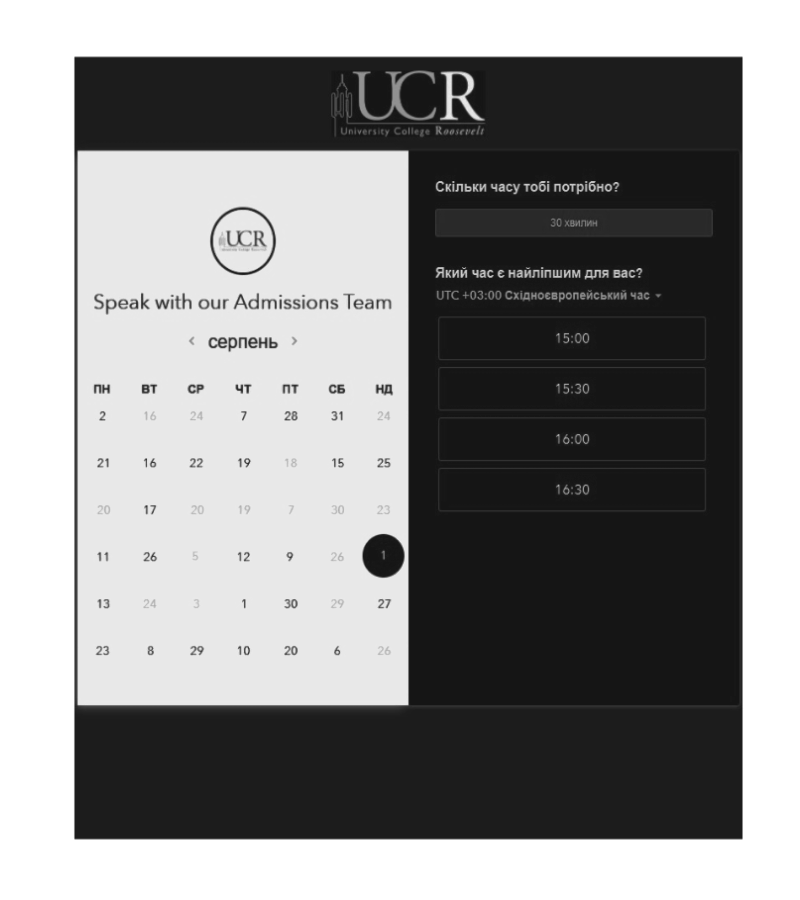 UCR
University College Roosevelt
UCR
Speak with our Admissions Team
< серпень >
ПН ВТ СР ЧТ ПТ СБ НД
2 16 24 7 28 31 24
21 16 22 19 18 15 25
20 17 20 19 7 30 23
11 26 5 12 9 26 1
13 24 3 1 30 29 27
23 8 29 10 20 6 26
Скільки часу тобі потрібно?
30 хвилин
Який час є найліпшим для вас?
UTC +03:00 Східноєвропейський час
15:00
15:30
16:00
16:30